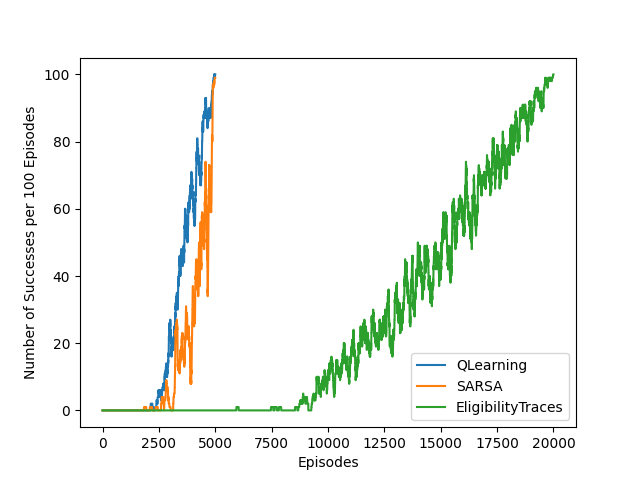 Number of Successes per 100 Episodes
100
80
60
40
20
0
QLearning
SARSA
EligibilityTraces
0 2500 5000 7500 10000 12500 15000 17500 20000
Episodes